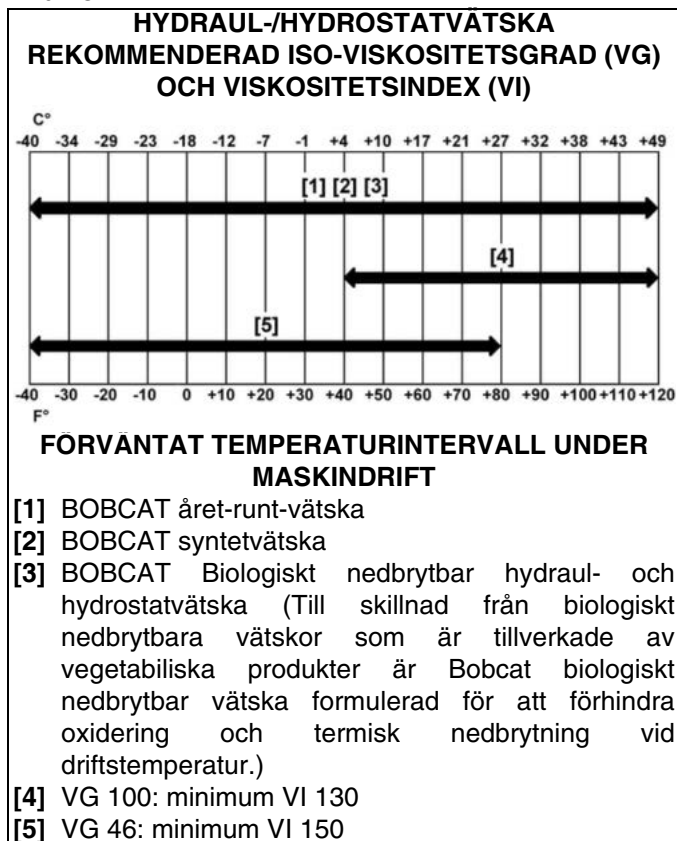 HYDRAUL-/HYDROSTATVÄTSKA
REKOMMENDERAD ISO-VISKOSITETSGRAD (VG)
OCH VISKOSITETSINDEX (VI)
C°
-40 -34 -29 -23 -18 -12 -7 -1 +4 +10 +17 +21 +27 +32 +38 +43 +49
[1] [2] [3]
[4]
[5]
-40 -30 -20 -10 0 +10 +20 +30 +40 +50 +60 +70 +80 +90 +100 +110 +120
F°
FÖRVÄNTAT TEMPERATURINTERVALL UNDER
MASKINDRIFT
[1] BOBCAT året-runt-vätska
[2] BOBCAT syntetvätska
[3] BOBCAT Biologiskt nedbrytbar hydraul- och
hydrostatvätska (Till skillnad från biologiskt
nedbrytbara vätskor som är tillverkade av
vegetabiliska produkter är Bobcat biologiskt
nedbrytbar vätska formulerad för att förhindra
oxidering och termisk nedbrytning vid
driftstemperatur.)
[4] VG 100: minimum VI 130
[5] VG 46: minimum VI 150